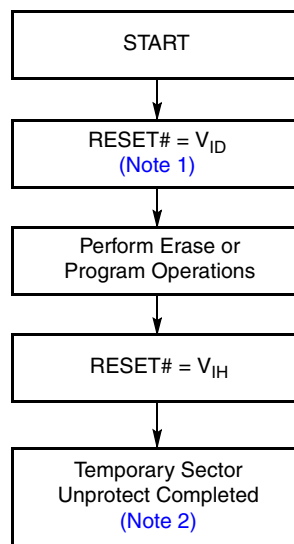 START
RESET# = VID
(Note 1)
Perform Erase or
Program Operations
RESET# = VIH
Temporary Sector
Unprotect Completed
(Note 2)